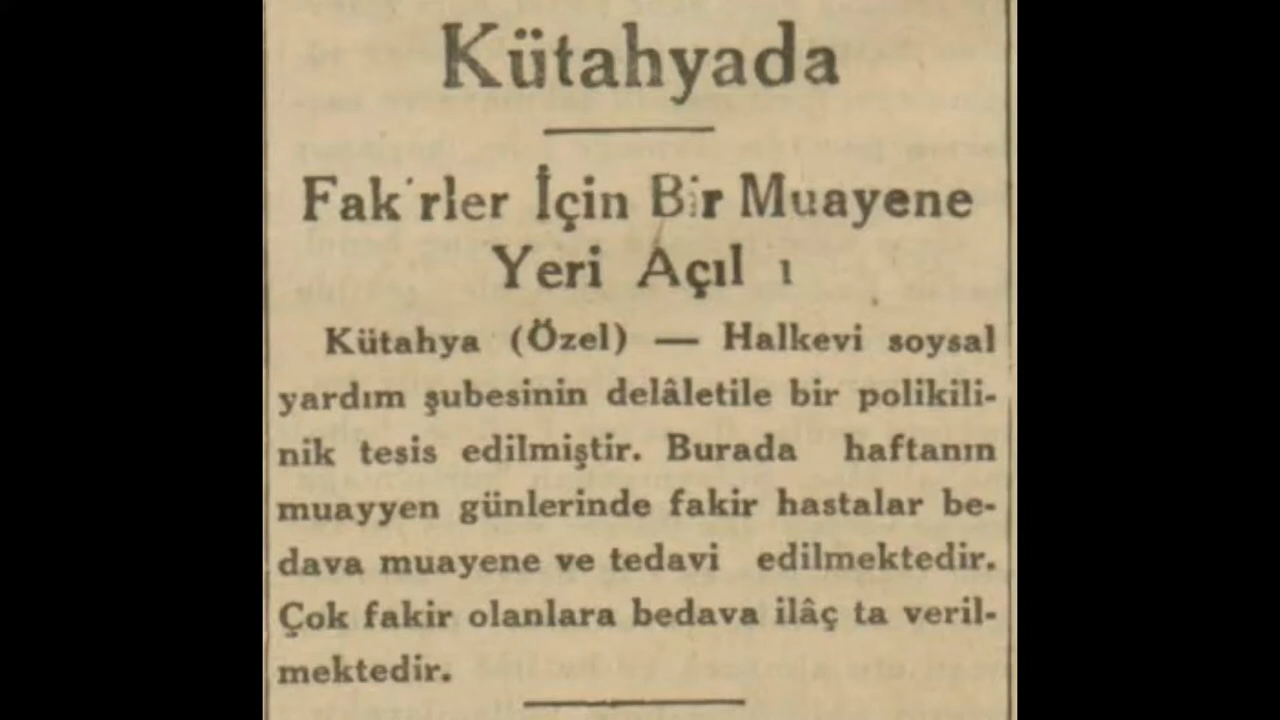 Kütahyada
Fak'rler İçin Bir Muayene
Yeri Açıl ı
Kütahya (Özel) — Halkevi soysal
yardım şubesinin delâletile bir polikili-
nik tesis edilmiştir. Burada haftanın
muayyen günlerinde fakir hastalar be-
dava muayene ve tedavi edilmektedir.
Çok fakir olanlara bedava ilâç ta veril-
mektedir.